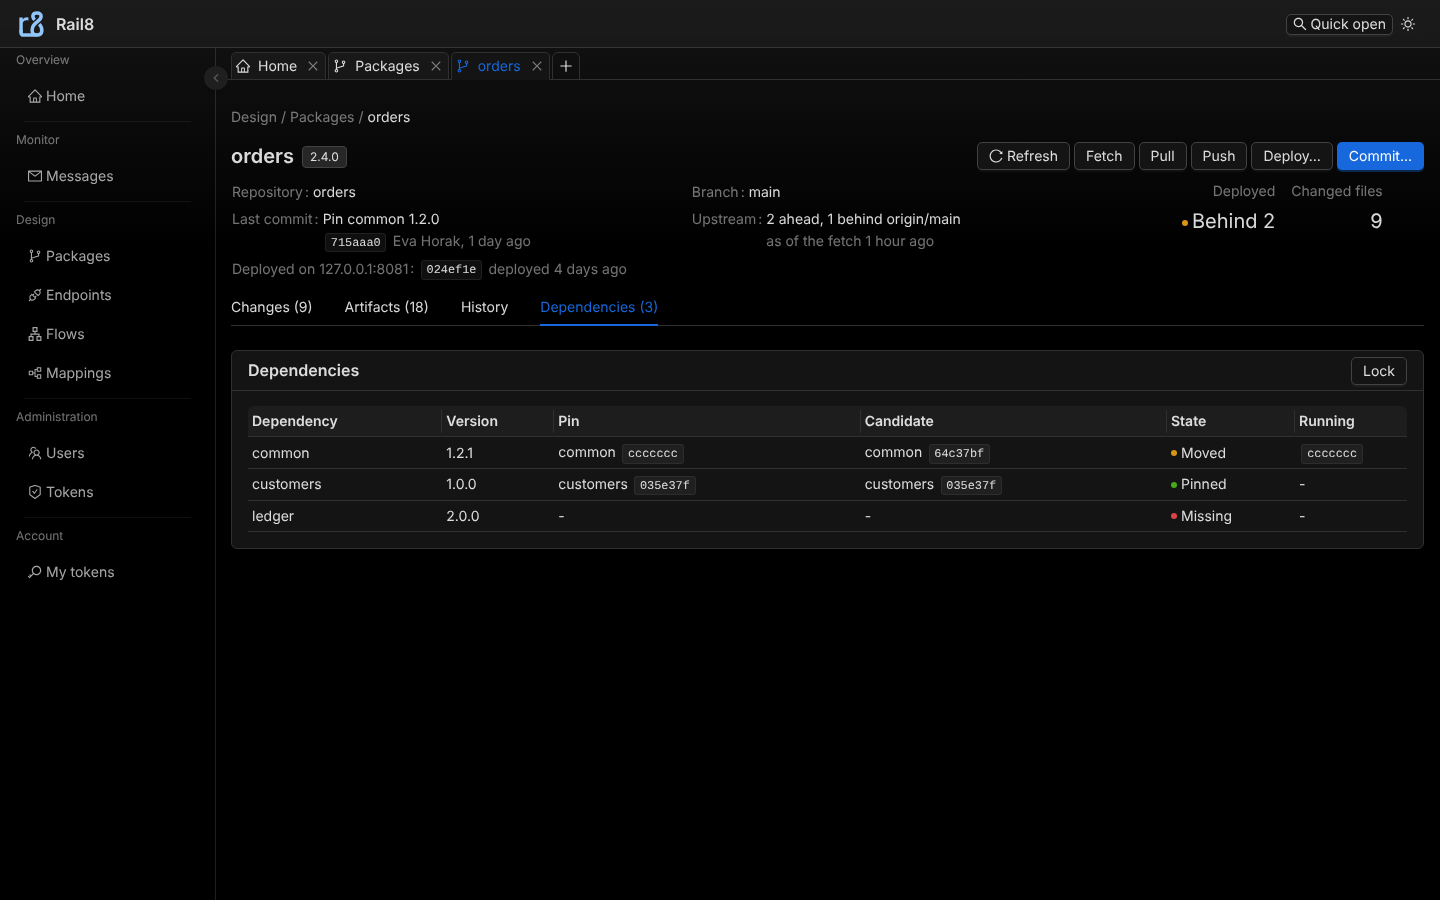 Rail8
Quick open
Overview
Home
Monitor
Messages
Design
Packages
Endpoints
Flows
Mappings
Administration
Users
Tokens
Account
My tokens
Home
Packages
orders
Design / Packages / orders
orders 2.4.0
Refresh
Fetch
Pull
Push
Deploy...
Commit...
Repository: orders
Branch: main
Deployed
Behind 2
Changed files
9
Last commit: Pin common 1.2.0
715aaa0 Eva Horak, 1 day ago
Upstream: 2 ahead, 1 behind origin/main
as of the fetch 1 hour ago
Deployed on 127.0.0.1:8081: 024ef1e deployed 4 days ago
Changes (9)
Artifacts (18)
History
Dependencies (3)
Dependencies
Lock
Dependency Version Pin Candidate State Running
common 1.2.1 common ccccccc common 64c37bf Moved ccccccc
customers 1.0.0 customers 035e37f customers 035e37f Pinned -
ledger 2.0.0 - - Missing -